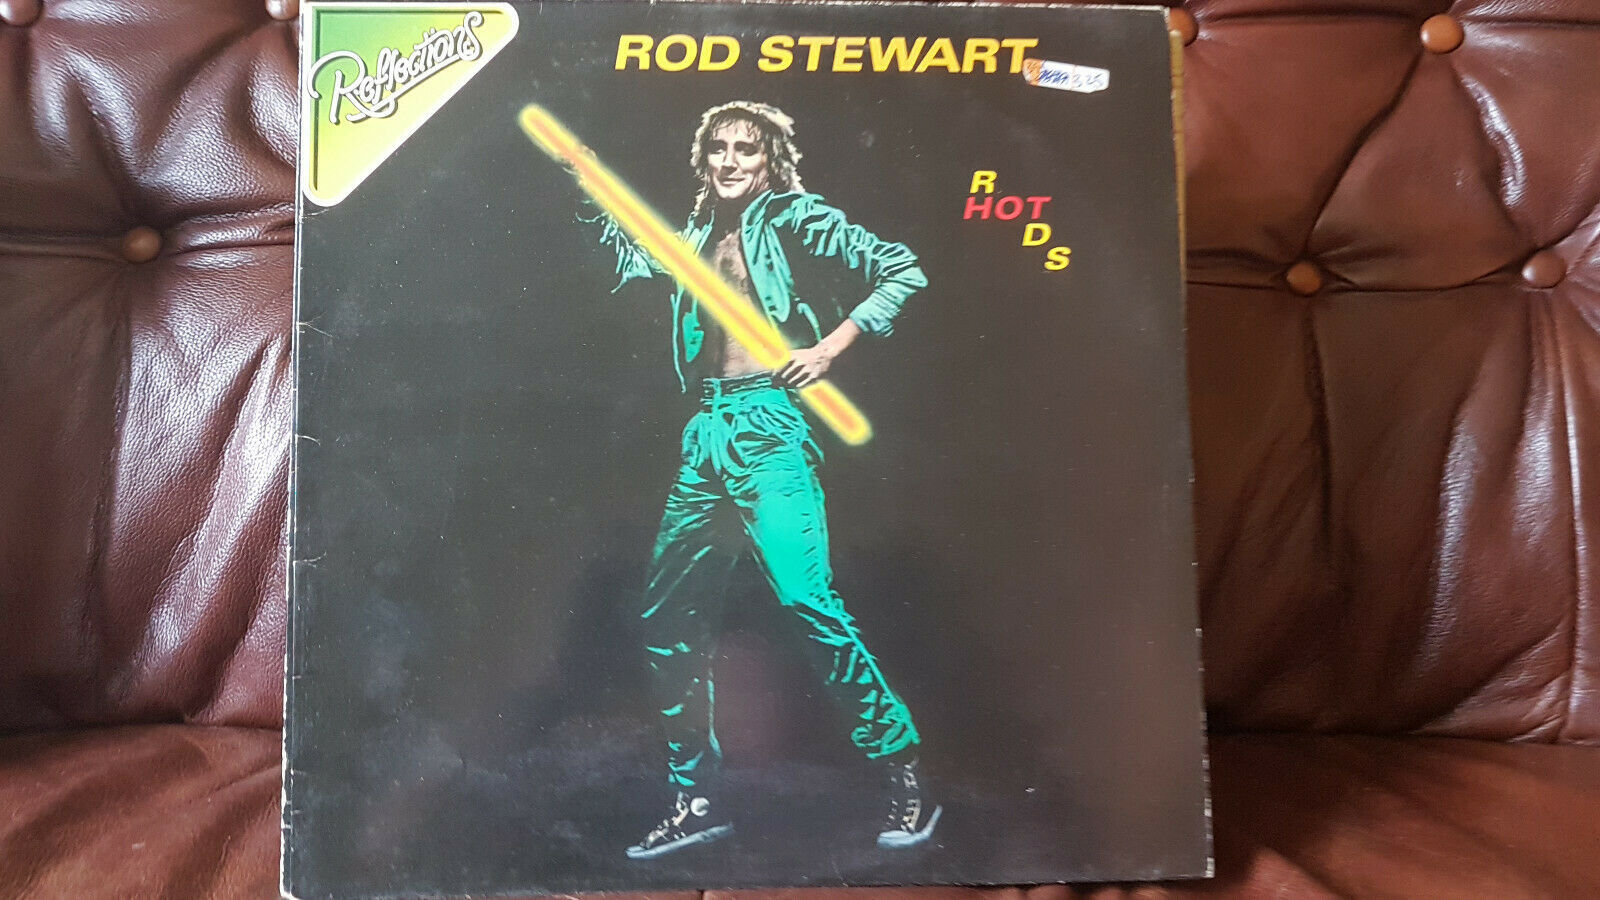 Reflections
ROD STEWART
R
HOT
D
S